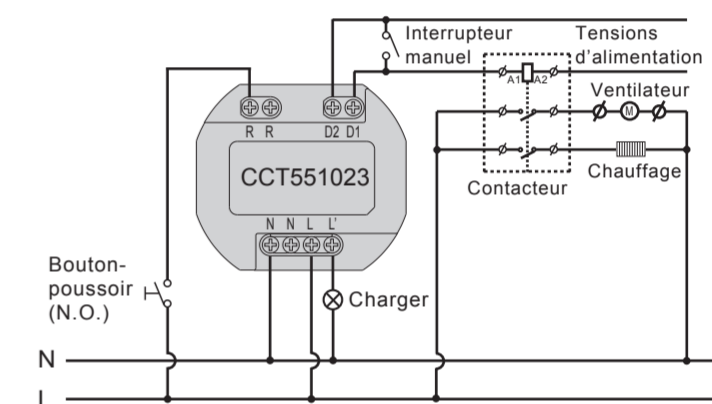 Interrupteur
manuel
Tensions
d'alimentation
A1
A2
Ventilateur
M
R R
D2 D1
CCT551023
Contacteur
Chauffage
N N L L'
Bouton-
poussoir
(N.O.)
Charger
N
L